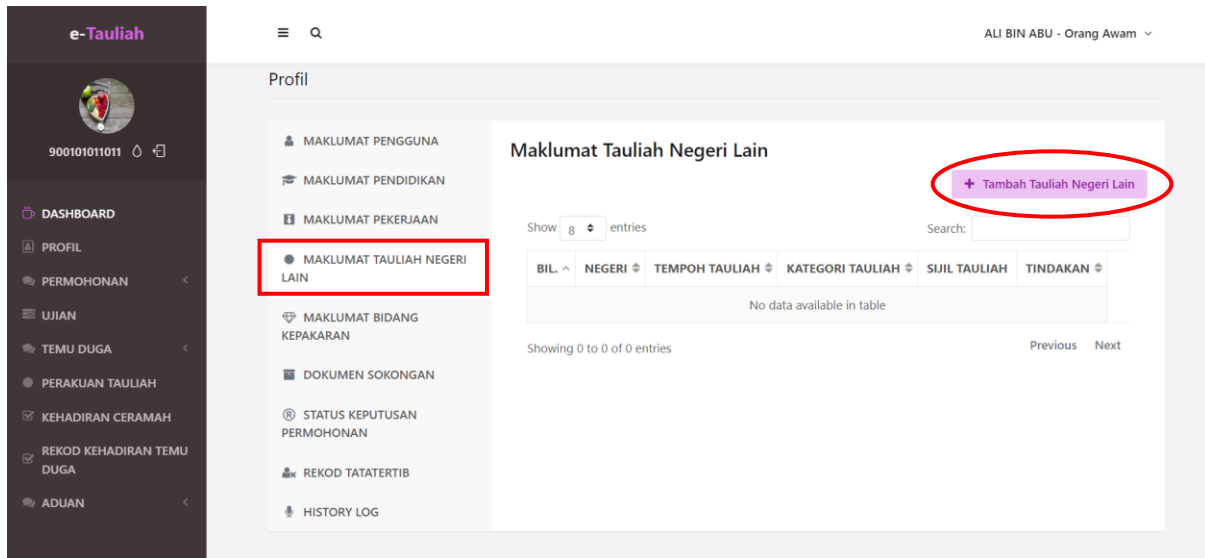 e-Tauliah
ALI BIN ABU - Orang Awam
900101011011
DASHBOARD
PROFIL
PERMOHONAN
UJIAN
TEMU DUGA
PERAKUAN TAULIAH
KEHADIRAN CERAMAH
REKOD KEHADIRAN TEMU
DUGA
ADUAN
Profil
MAKLUMAT PENGGUNA
MAKLUMAT PENDIDIKAN
MAKLUMAT PEKERJAAN
MAKLUMAT TAULIAH NEGERI
LAIN
MAKLUMAT BIDANG
KEPAKARAN
DOKUMEN SOKONGAN
STATUS KEPUTUSAN
PERMOHONAN
REKOD TATATERTIB
HISTORY LOG
Maklumat Tauliah Negeri Lain
+ Tambah Tauliah Negeri Lain
Show 8 entries Search:
BIL. NEGERI TEMPOH TAULIAH KATEGORI TAULIAH SIJIL TAULIAH TINDAKAN
No data available in table
Showing 0 to 0 of 0 entries Previous Next